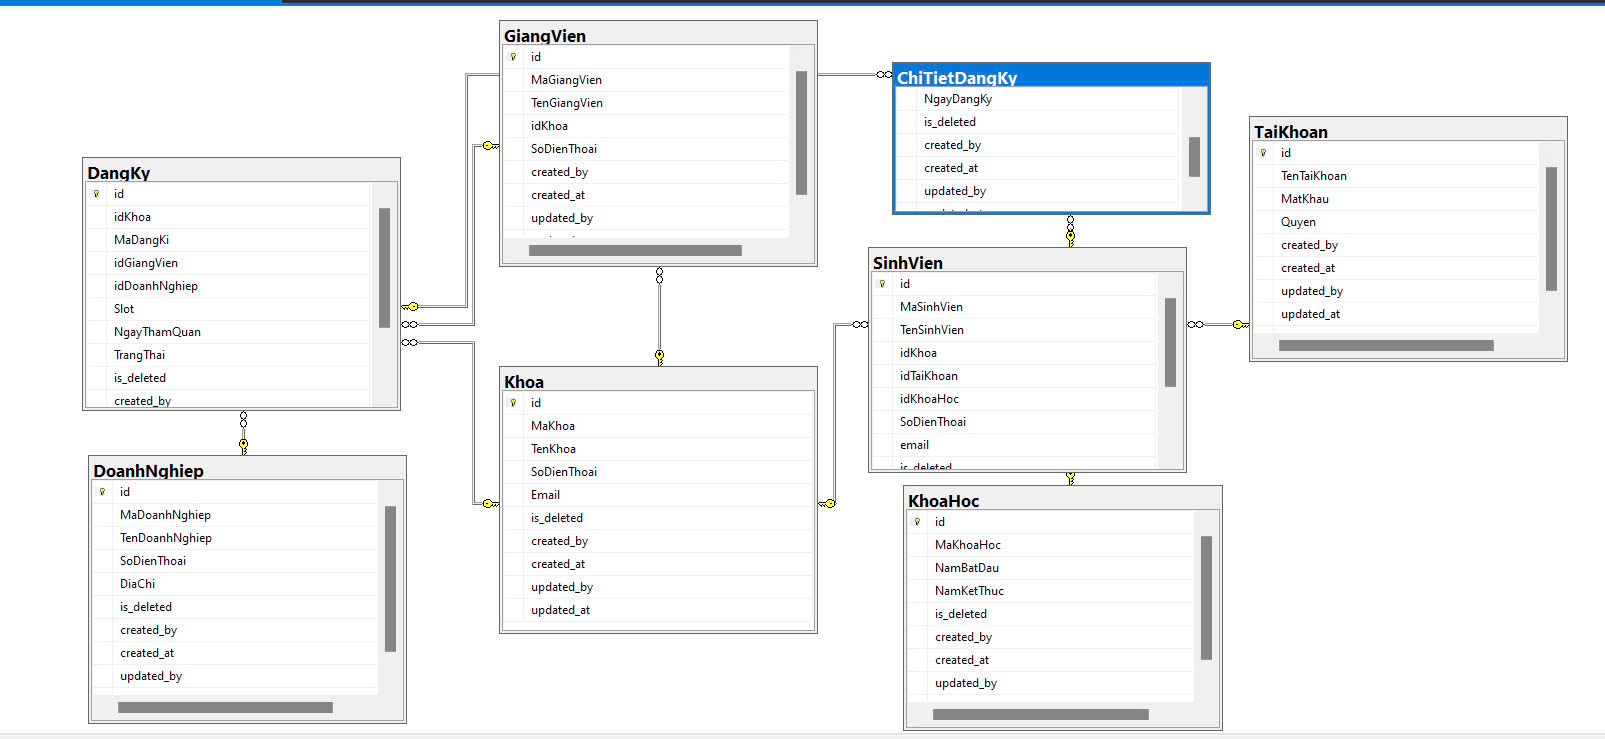 GiangVien
id
MaGiangVien
TenGiangVien
idKhoa
SoDienThoai
created_by
created_at
updated_by
ChiTietDangKy
NgayDangKy
is_deleted
created_by
created_at
updated_by
TaiKhoan
id
TenTaiKhoan
MatKhau
Quyen
created_by
created_at
updated_by
updated_at
DangKy
id
idKhoa
MaDangKi
idGiangVien
idDoanhNghiep
Slot
NgayThamQuan
TrangThai
is_deleted
created_by
SinhVien
id
MaSinhVien
TenSinhVien
idKhoa
idTaiKhoan
idKhoaHoc
SoDienThoai
email
is_deleted
Khoa
id
MaKhoa
TenKhoa
SoDienThoai
Email
is_deleted
created_by
created_at
updated_by
updated_at
DoanhNghiep
id
MaDoanhNghiep
TenDoanhNghiep
SoDienThoai
DiaChi
is_deleted
created_by
created_at
updated_by
KhoaHoc
id
MaKhoaHoc
NamBatDau
NamKetThuc
is_deleted
created_by
created_at
updated_by